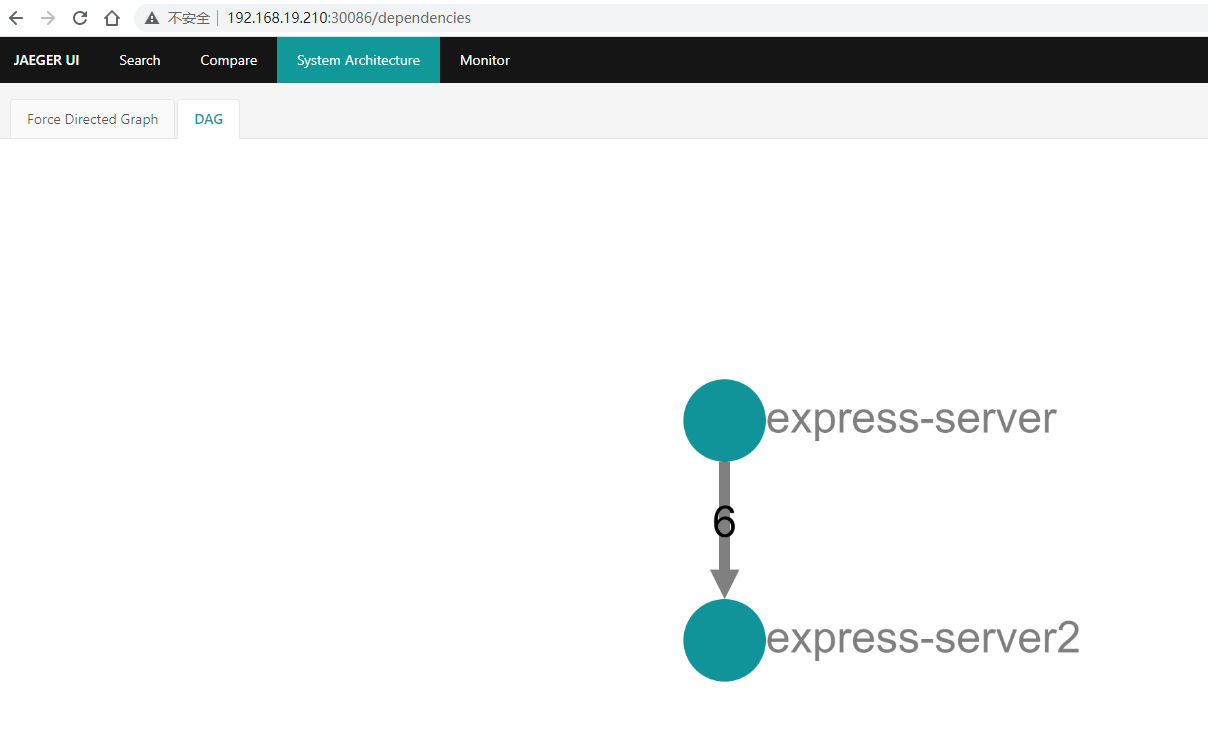 不安全 192.168.19.210:30086/dependencies
JAEGER UI Search Compare System Architecture Monitor
Force Directed Graph DAG
express-server
6
express-server2